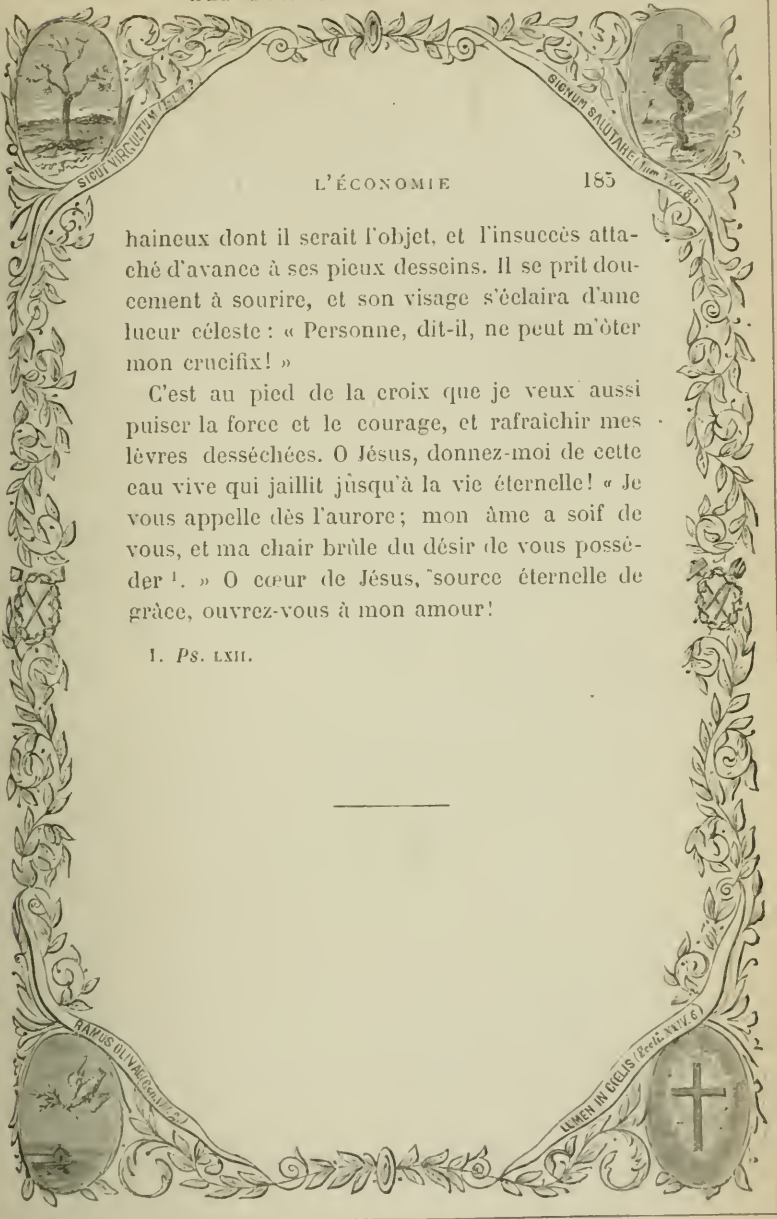 SICUT VIRGULTUM
SIGNUM SALUTARE
L'ÉCONOMIE 185
haineux dont il serait l'objet, et l'insuccès atta-
ché d'avance à ses pieux desseins. Il se prit dou-
cement à sourire, et son visage s'éclaira d'une
lueur céleste : « Personne, dit-il, ne peut m'ôter
mon crucifix! »
C'est au pied de la croix que je veux aussi
puiser la force et le courage, et rafraîchir mes
lèvres desséchées. O Jésus, donnez-moi de cette
eau vive qui jaillit jusqu'à la vie éternelle! « Je
vous appelle dès l'aurore; mon âme a soif de
vous, et ma chair brûle du désir de vous possé-
der ¹. » O cœur de Jésus, source éternelle de
grâce, ouvrez-vous à mon amour!
1. Ps. LXII.
RAMUS OLIVAE
LUMEN IN CŒLIS (Eccli. XXIV. 6)